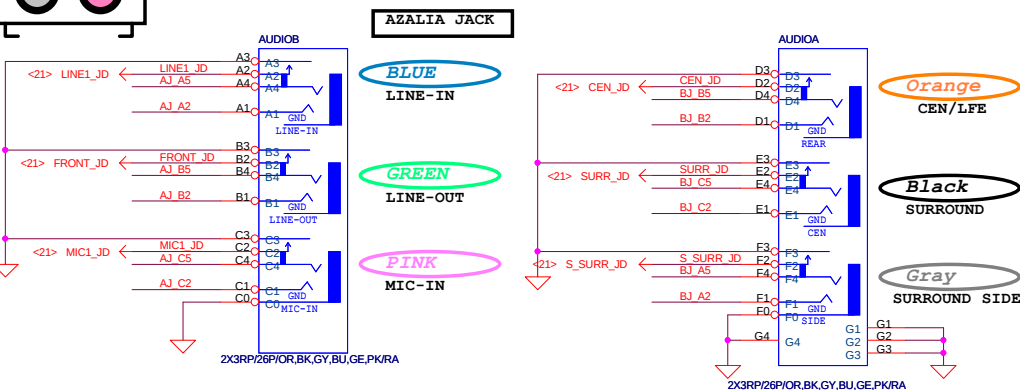 AZALIA JACK
AUDIOB
A3
A3
<21> LINE1_JD
LINE1_JD
A2
A2
AJ_A5
A4
A4
BLUE
LINE-IN
AJ_A2
A1
A1
GND
LINE-IN
B3
B3
<21> FRONT_JD
FRONT_JD
B2
B2
AJ_B5
B4
B4
GREEN
LINE-OUT
AJ_B2
B1
B1
GND
LINE-OUT
C3
C3
<21> MIC1_JD
MIC1_JD
C2
C2
AJ_C5
C4
C4
PINK
MIC-IN
AJ_C2
C1
C1
GND
C0
C0
MIC-IN
2X3RP/26P/OR,BK,GY,BU,GE,PK/RA
AUDIOA
D3
D3
<21> CEN_JD
CEN_JD
D2
D2
BJ_B5
D4
D4
Orange
CEN/LFE
BJ_B2
D1
D1
GND
REAR
E3
E3
<21> SURR_JD
SURR_JD
E2
E2
BJ_C5
E4
E4
Black
SURROUND
BJ_C2
E1
E1
GND
CEN
F3
F3
<21> S_SURR_JD
S_SURR_JD
F2
F2
BJ_A5
F4
F4
Gray
SURROUND SIDE
BJ_A2
F1
F1
GND
F0
F0
SIDE
G4
G4
G1
G1
G2
G2
G3
G3
2X3RP/26P/OR,BK,GY,BU,GE,PK/RA